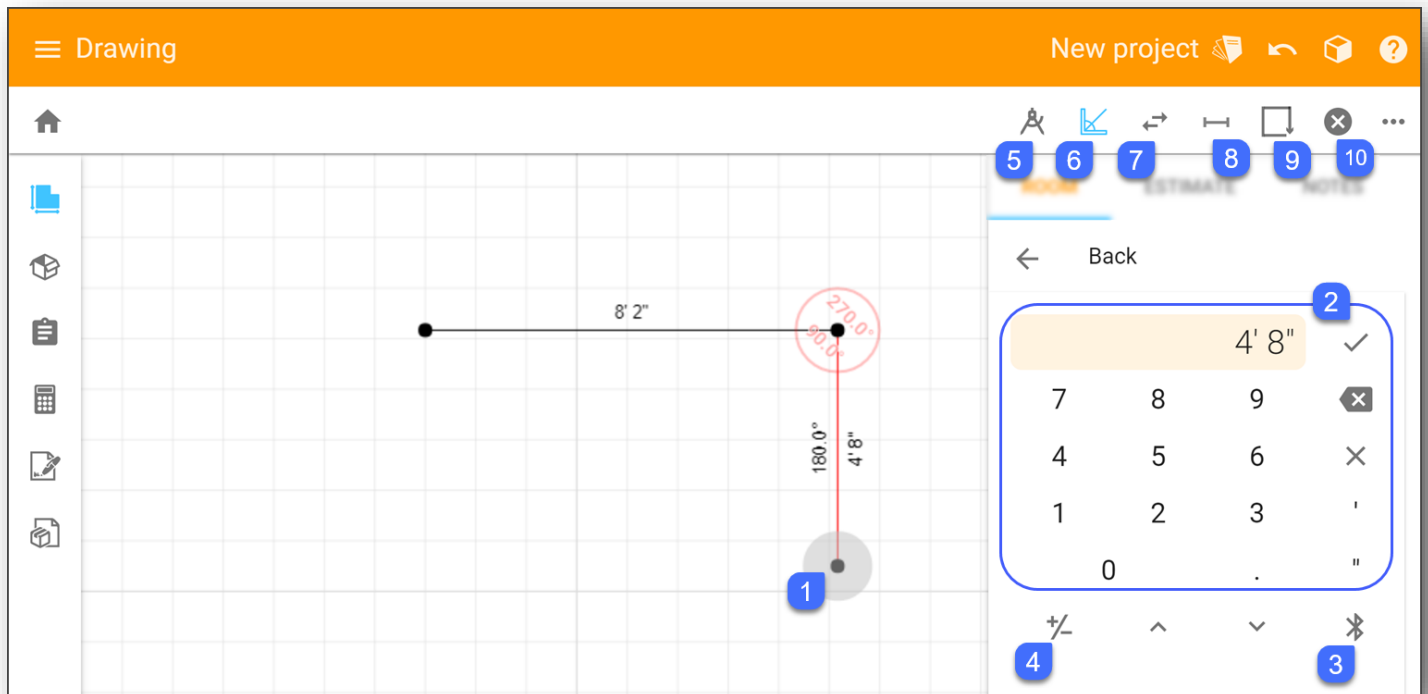 Drawing
New project
?
5
6
7
8
9
10
ROOM
ESTIMATE
NOTES
Back
2
4' 8"
7 8 9
4 5 6
1 2 3 '
0 . "
+/-
4
3
8' 2"
270.0°
90.0°
180.0°
4' 8"
1